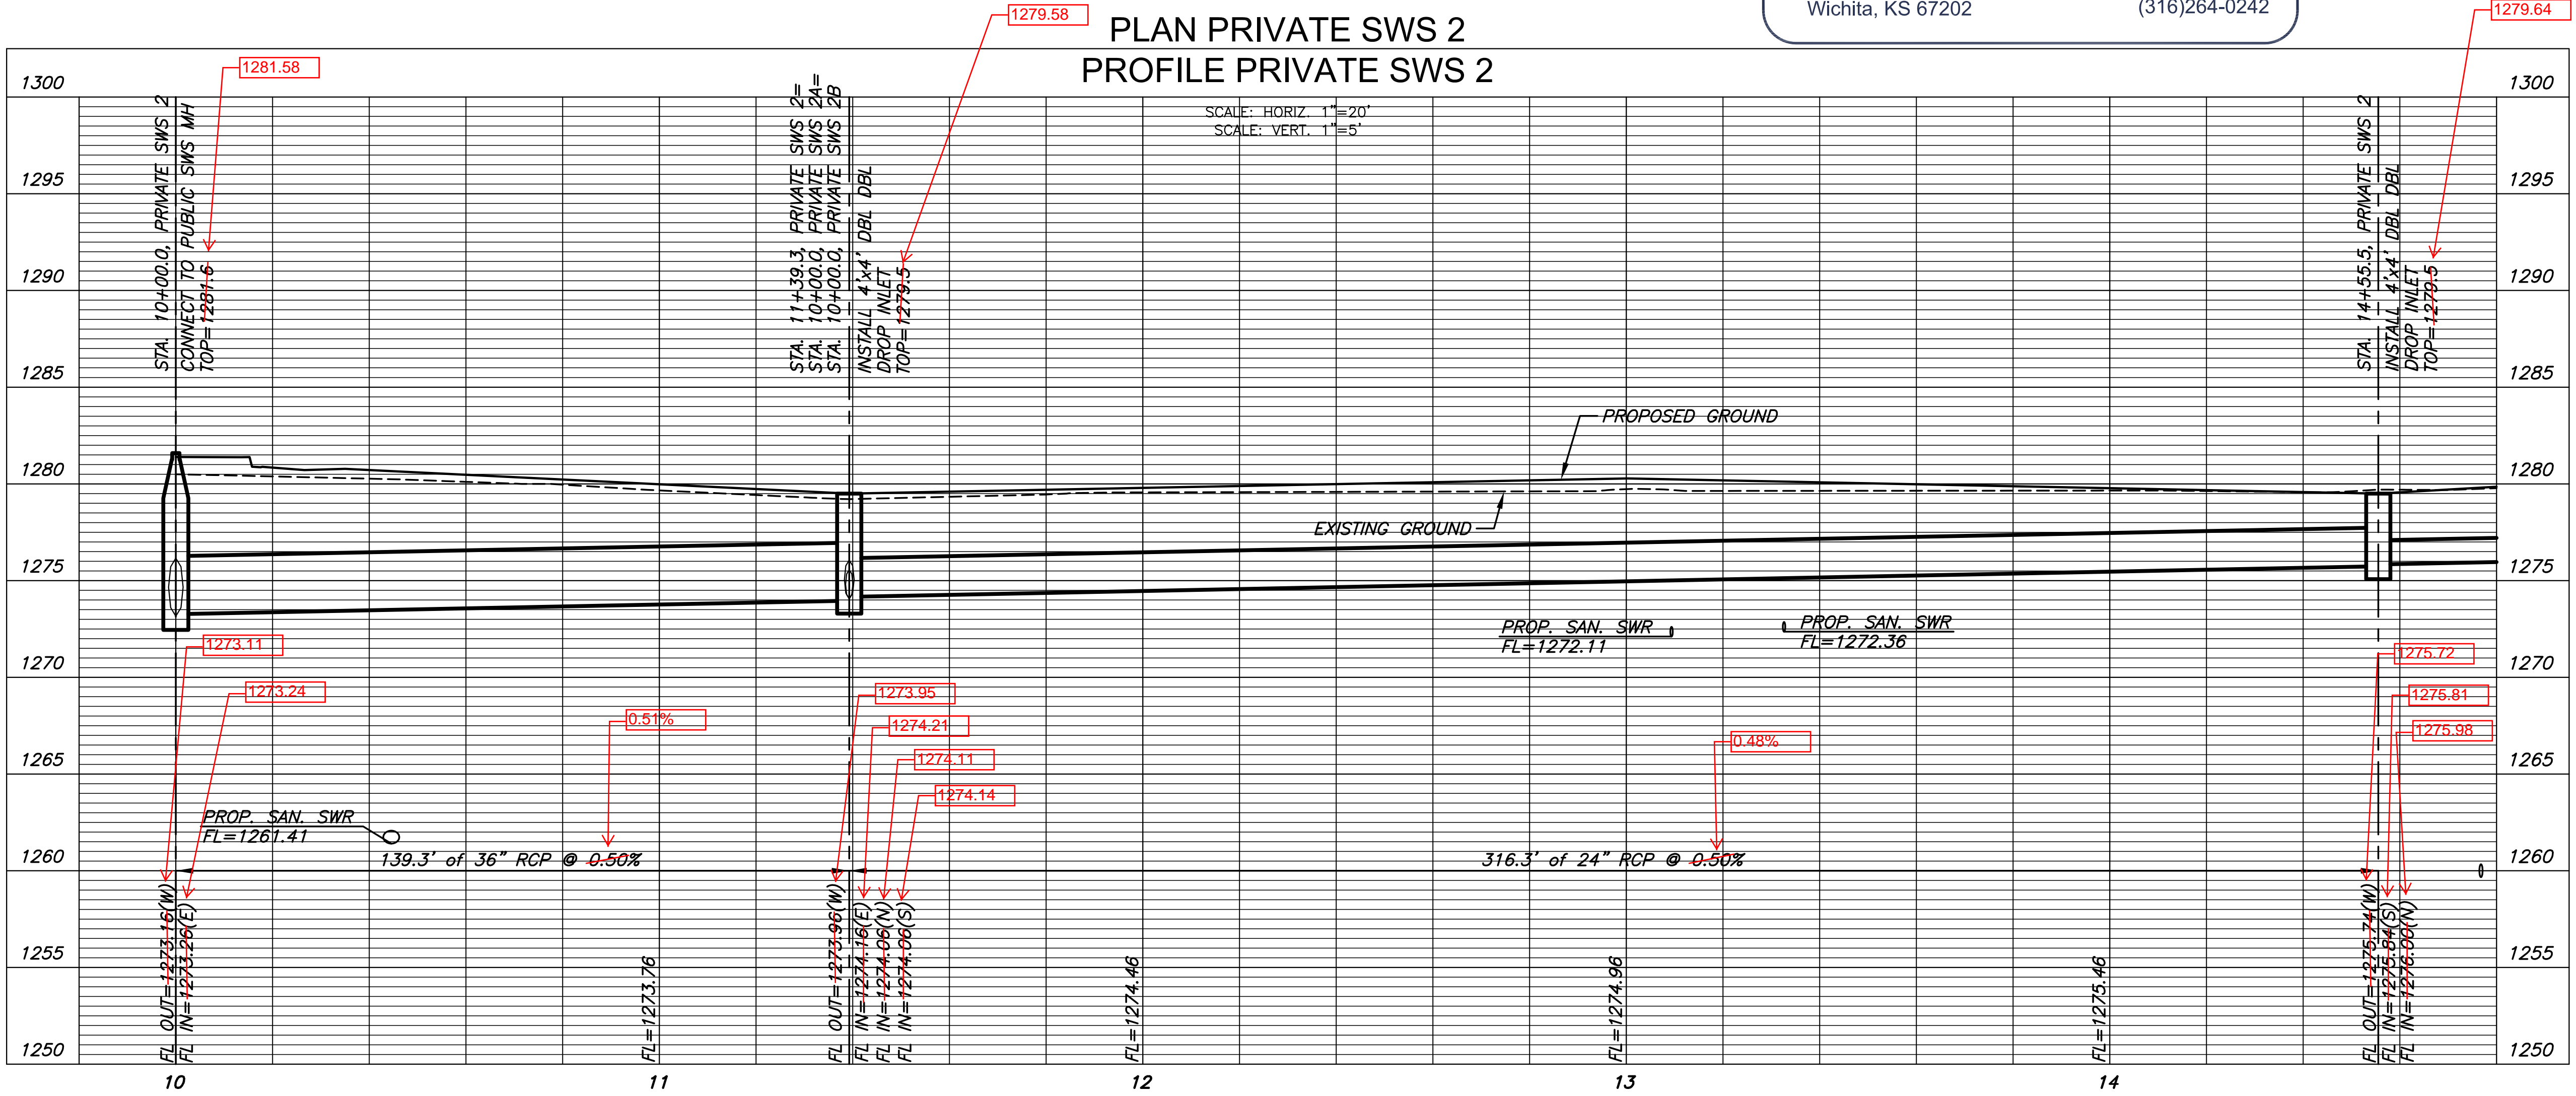 Wichita, KS 67202 (316)264-0242
1279.58
1279.64
PLAN PRIVATE SWS 2
PROFILE PRIVATE SWS 2
SCALE: HORIZ. 1"=20'
SCALE: VERT. 1"=5'
1281.58
1300 1300
1295 1295
1290 1290
1285 1285
1280 1280
1275 1275
1270 1270
1265 1265
1260 1260
1255 1255
1250 1250
STA. 10+00.0, PRIVATE SWS 2
CONNECT TO PUBLIC SWS MH
TOP=1281.6
STA. 11+39.3, PRIVATE SWS 2=
STA. 10+00.0, PRIVATE SWS 2A=
STA. 10+00.0, PRIVATE SWS 2B
INSTALL 4'x4' DBL DBL
DROP INLET
TOP=1279.5
STA. 14+55.5, PRIVATE SWS 2
INSTALL 4'x4' DBL DBL
DROP INLET
TOP=1279.5
PROPOSED GROUND
EXISTING GROUND
PROP. SAN. SWR
FL=1272.11
PROP. SAN. SWR
FL=1272.36
1273.11
1273.24
0.51%
1273.95
1274.21
1274.11
1274.14
0.48%
1275.72
1275.81
1275.98
PROP. SAN. SWR
FL=1261.41
139.3' of 36" RCP @ 0.50%
316.3' of 24" RCP @ 0.50%
FL OUT=1273.16(W)
FL IN=1273.26(E)
FL=1273.76
FL OUT=1273.96(W)
FL IN=1274.16(E)
FL IN=1274.06(N)
FL IN=1274.06(S)
FL=1274.46
FL=1274.96
FL=1275.46
FL OUT=1275.74(W)
FL IN=1275.84(S)
FL IN=1276.00(N)
10 11 12 13 14